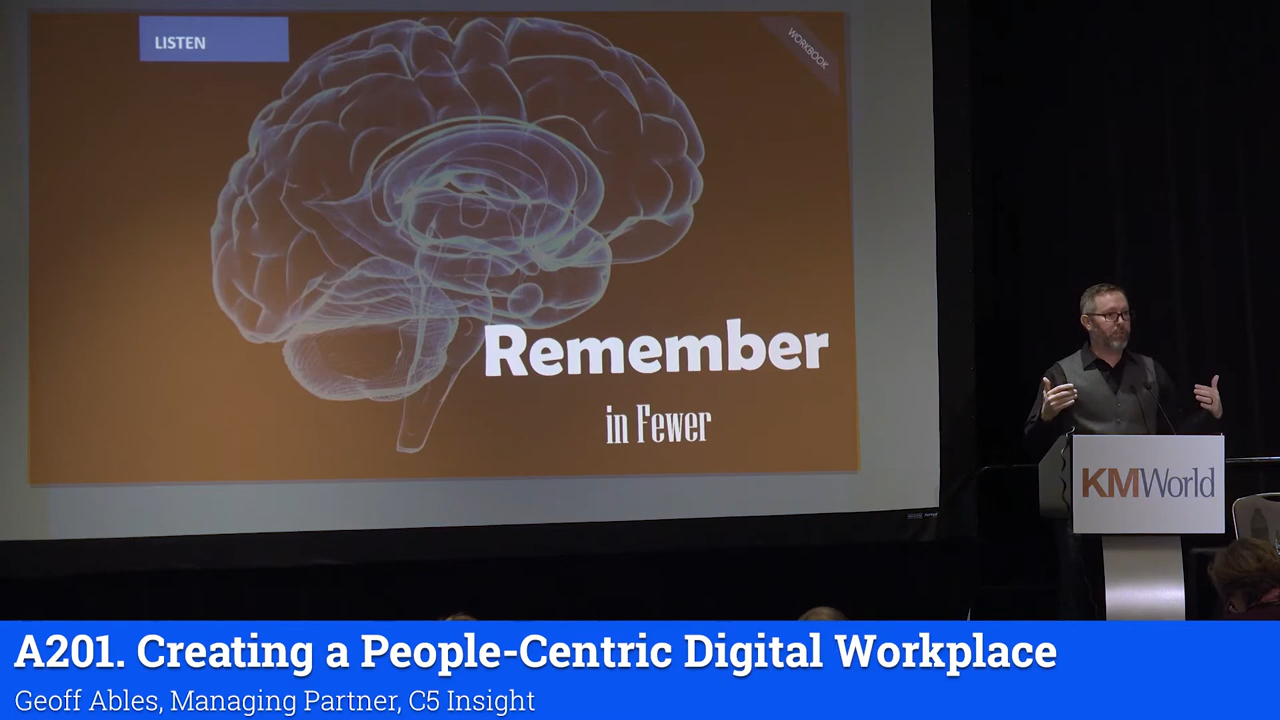 LISTEN
WORKBOOK
Remember
in Fewer
KMWorld
A201. Creating a People-Centric Digital Workplace
Geoff Ables, Managing Partner, C5 Insight